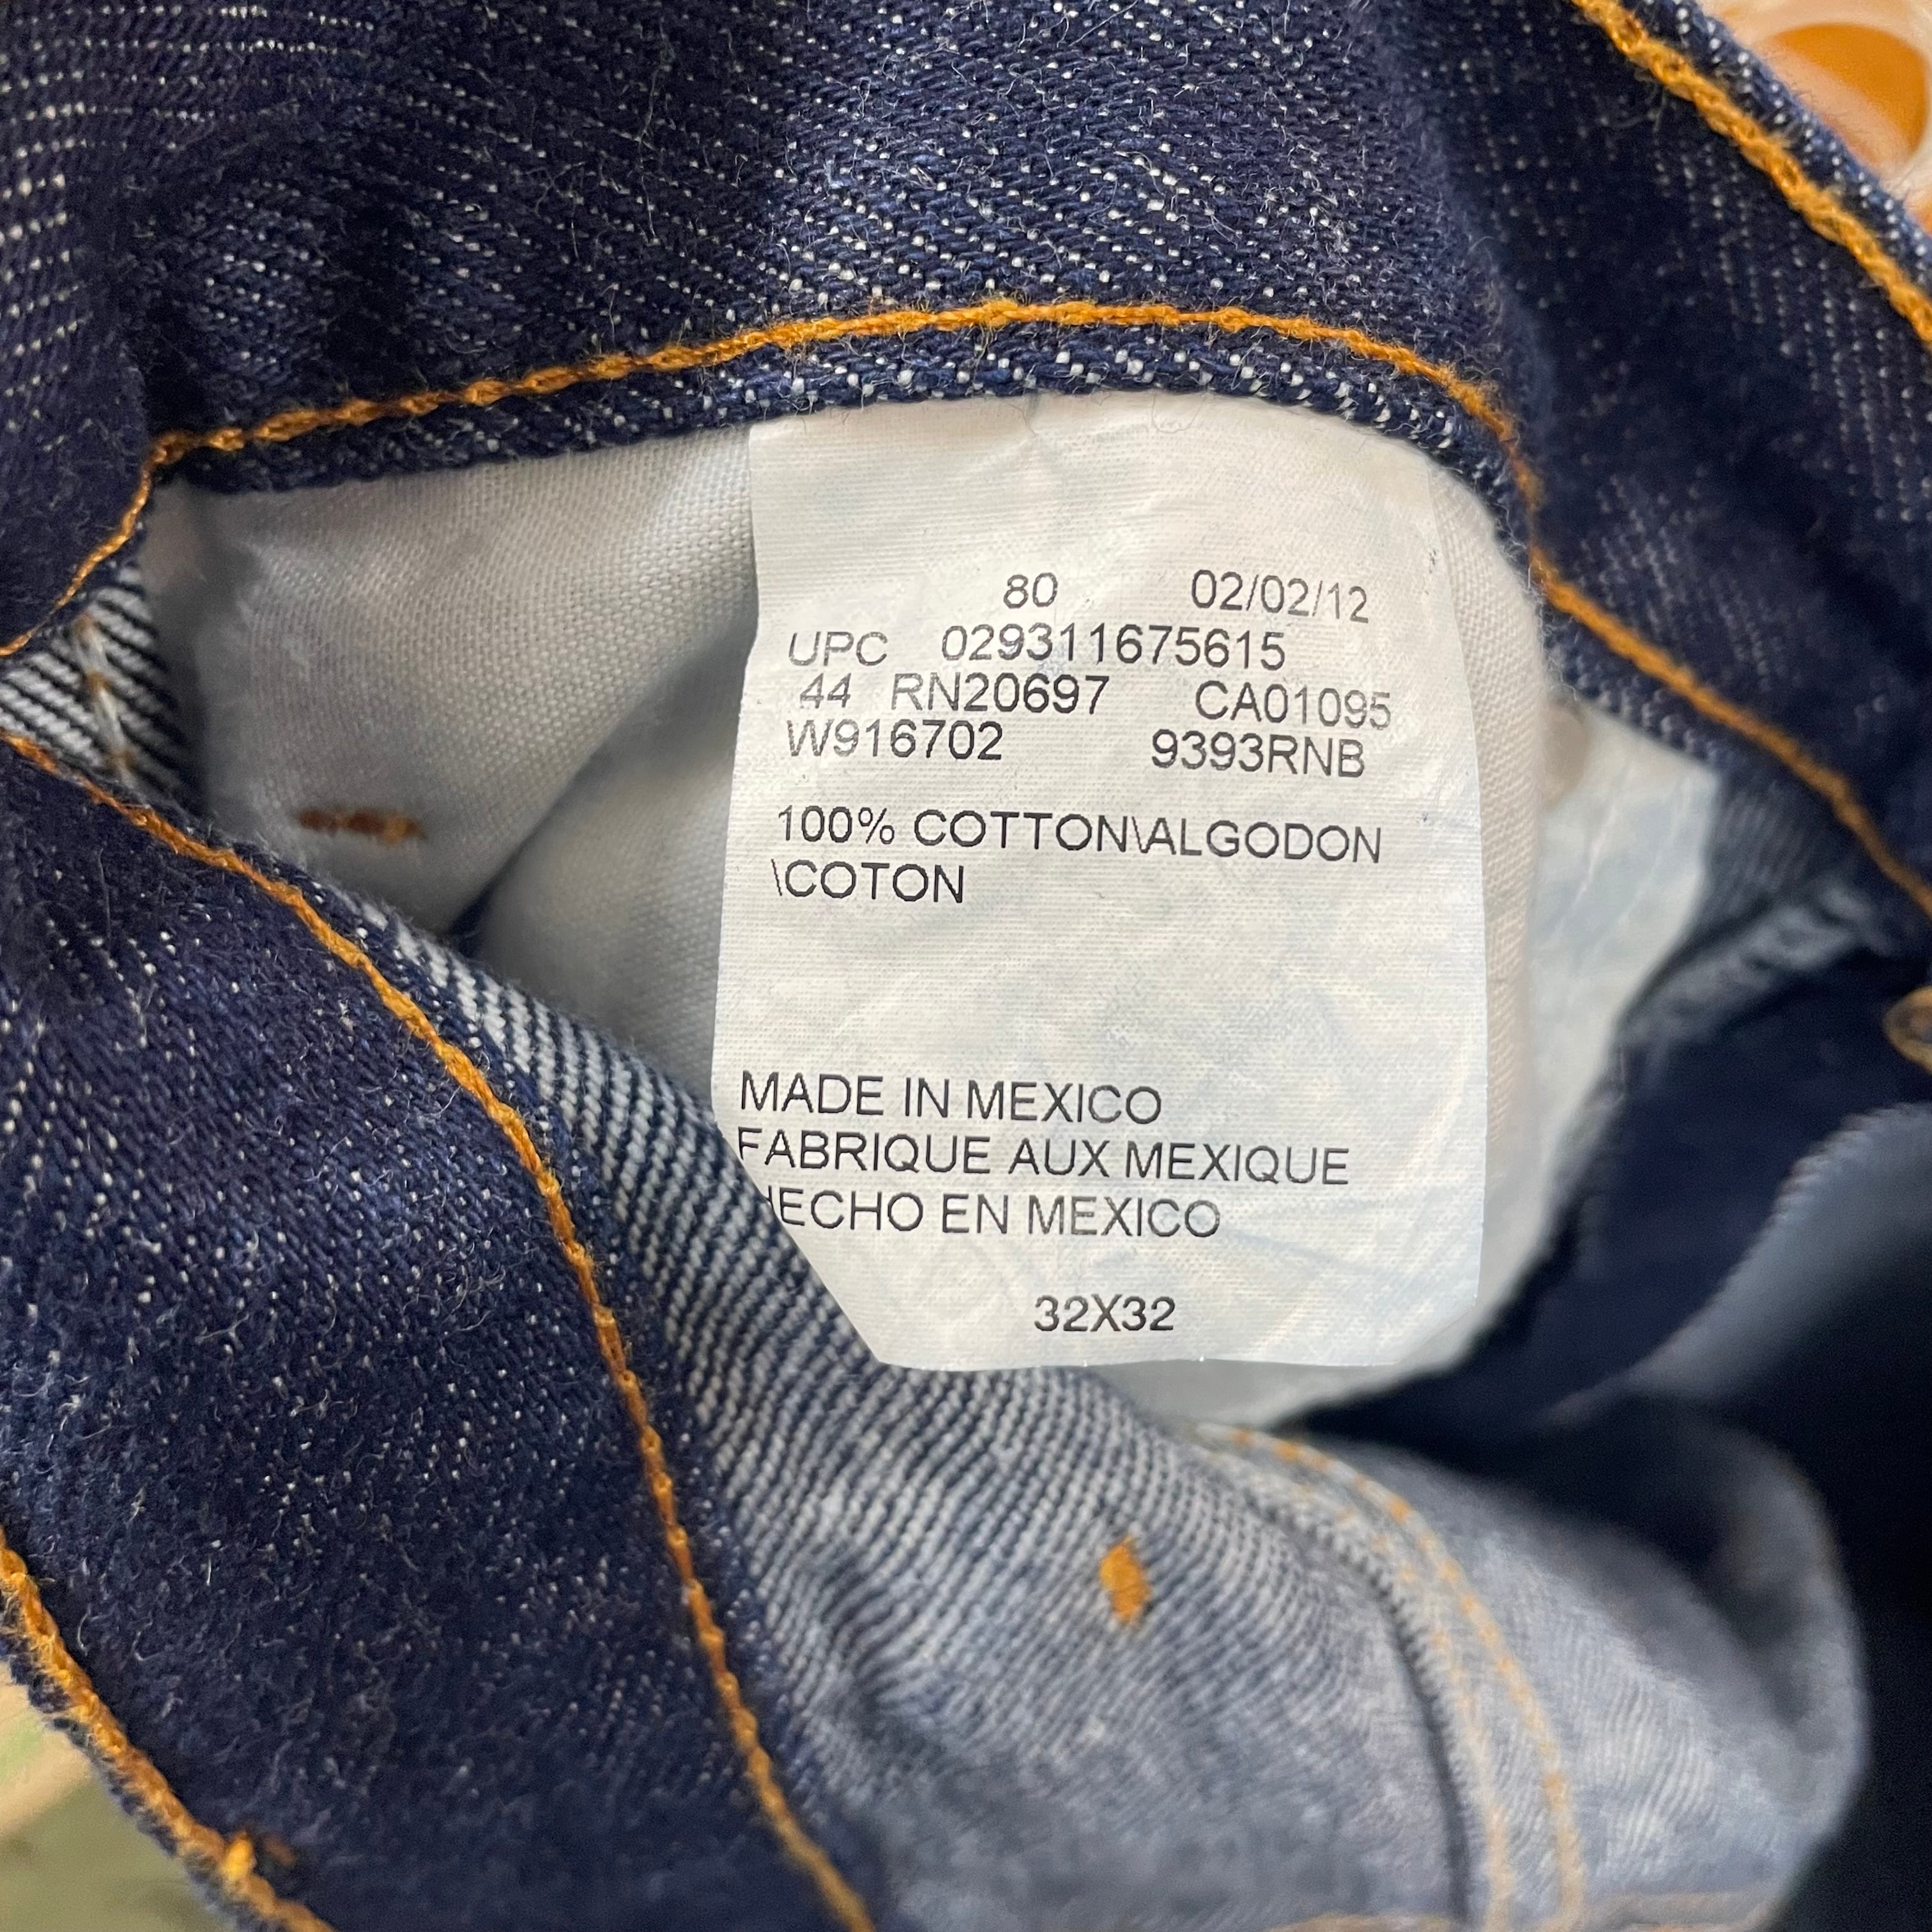 80 02/02/12
UPC 029311675615
44 RN20697 CA01095
W916702 9393RNB
100% COTTON\ALGODON
\COTON
MADE IN MEXICO
FABRIQUE AUX MEXIQUE
HECHO EN MEXICO
32X32